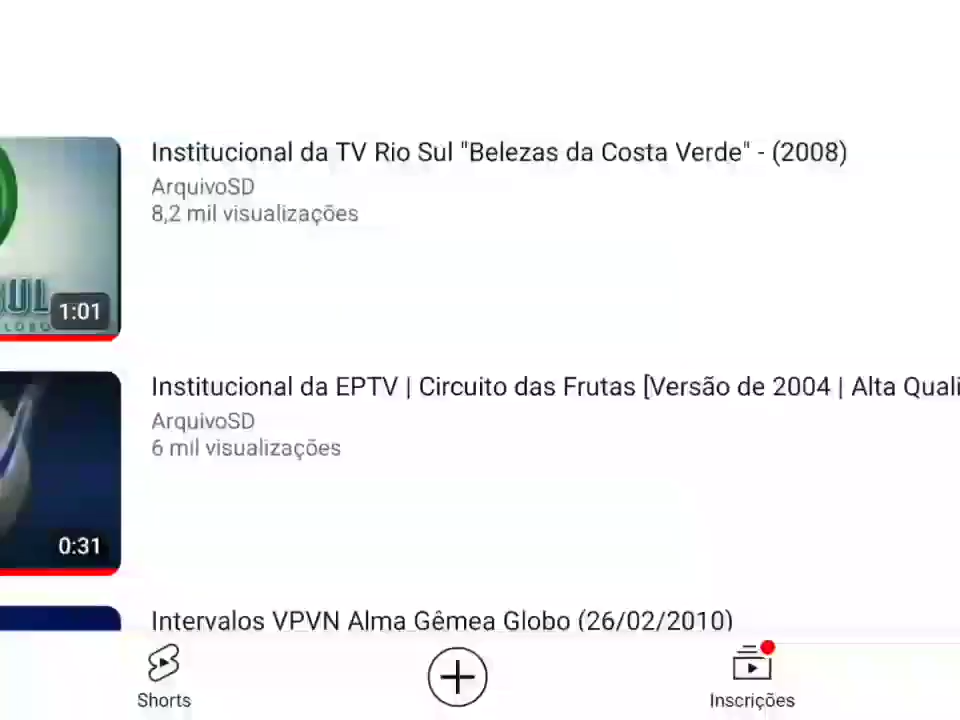 Institucional da TV Rio Sul "Belezas da Costa Verde" - (2008)
ArquivoSD
8,2 mil visualizações
UL
LOBO
1:01
Institucional da EPTV | Circuito das Frutas [Versão de 2004 | Alta Quali
ArquivoSD
6 mil visualizações
0:31
Intervalos VPVN Alma Gêmea Globo (26/02/2010)
Shorts
Inscrições